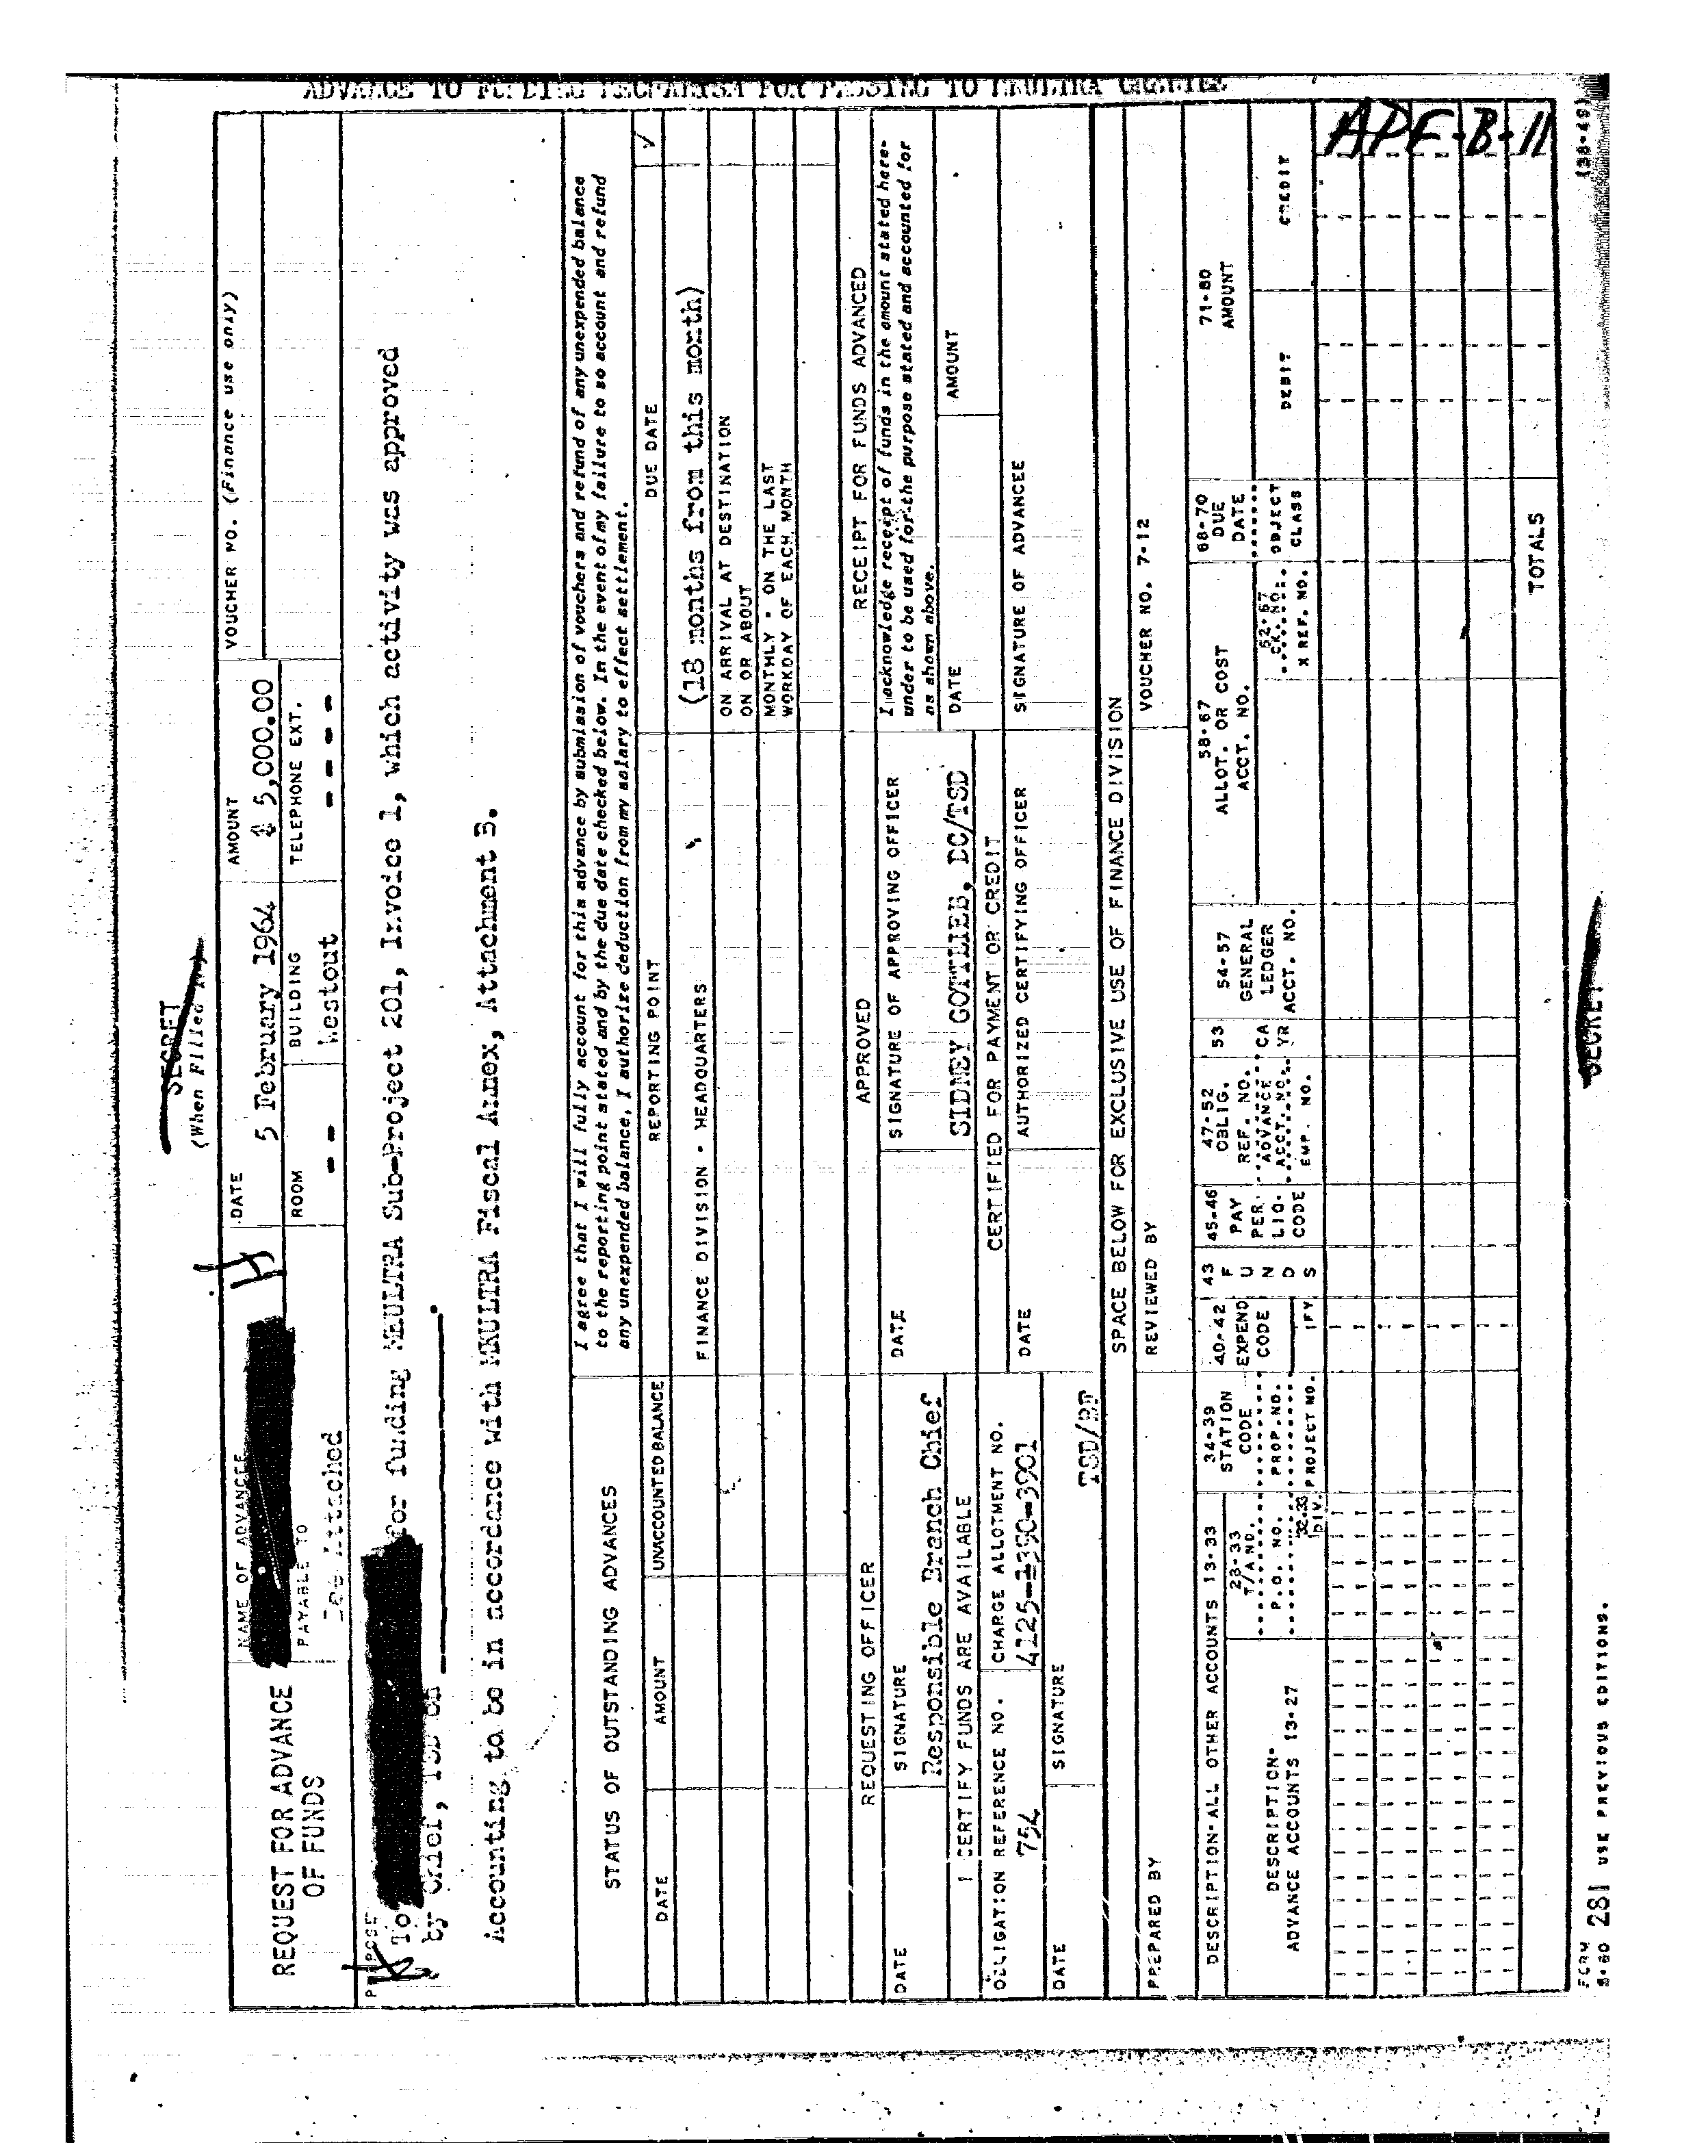 ADVANCE TO FUNDING MECHANISM FOR PASSING TO MKULTRA
SECRET
(When Filled In)
REQUEST FOR ADVANCE
OF FUNDS
NAME OF ADVANCEE
DATE
5 February 1964
AMOUNT
$ 5,000.00
VOUCHER NO. (Finance use only)
PAYABLE TO
See Attached
ROOM
- -
BUILDING
Westout
TELEPHONE EXT.
- - - -
PURPOSE
To for funding MKULTRA Sub-Project 201, Invoice 1, which activity was approved
by Chief, TSD on .
Accounting to be in accordance with MKULTRA Fiscal Annex, Attachment B.
STATUS OF OUTSTANDING ADVANCES
DATE
AMOUNT
UNACCOUNTED BALANCE
I agree that I will fully account for this advance by submission of vouchers and refund of any unexpended balance
to the reporting point stated and by the due date checked below. In the event of my failure to so account and refund
any unexpended balance, I authorize deduction from my salary to effect settlement.
REPORTING POINT
DUE DATE
✓
FINANCE DIVISION - HEADQUARTERS
(18 months from this month)
ON ARRIVAL AT DESTINATION
ON OR ABOUT
MONTHLY - ON THE LAST
WORKDAY OF EACH MONTH
REQUESTING OFFICER
APPROVED
RECEIPT FOR FUNDS ADVANCED
DATE
SIGNATURE
Responsible Branch Chief
DATE
SIGNATURE OF APPROVING OFFICER
SIDNEY GOTTLIEB, DC/TSD
I acknowledge receipt of funds in the amount stated here-
under to be used for the purpose stated and accounted for
as shown above.
DATE
AMOUNT
I CERTIFY FUNDS ARE AVAILABLE
CERTIFIED FOR PAYMENT OR CREDIT
OBLIGATION REFERENCE NO.
754
CHARGE ALLOTMENT NO.
4125-1390-3901
DATE
AUTHORIZED CERTIFYING OFFICER
SIGNATURE OF ADVANCEE
DATE
SIGNATURE
TSD/BF
SPACE BELOW FOR EXCLUSIVE USE OF FINANCE DIVISION
PREPARED BY
REVIEWED BY
VOUCHER NO. 7-12
DESCRIPTION-ALL OTHER ACCOUNTS 13-33
DESCRIPTION-
ADVANCE ACCOUNTS 13-27
28-33
T/A NO.
P.O. NO.
32-33
DIV.
34-39
STATION
CODE
PROP. NO.
PROJECT NO.
40-42
EXPEND
CODE
IFY
43
F
U
N
D
S
45-46
PAY
PER.
LIQ.
CODE
47-52
OBLIG.
REF. NO.
ADVANCE
ACCT. NO.
EMP. NO.
53
CA
YR
54-57
GENERAL
LEDGER
ACCT. NO.
58-67
ALLOT. OR COST
ACCT. NO.
62-67
CK. NO.
X REF. NO.
68-70
DUE
DATE
OBJECT
CLASS
71-80
AMOUNT
DEBIT
CREDIT
APF-B-11
TOTALS
FORM
5-60 281 USE PREVIOUS EDITIONS.
SECRET
(38-49)